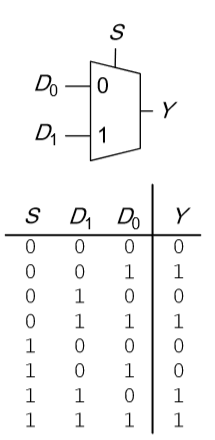 S
D₀ 0 Y
D₁ 1
S D₁ D₀ Y
0 0 0 0
0 0 1 1
0 1 0 0
0 1 1 1
1 0 0 0
1 0 1 0
1 1 0 1
1 1 1 1